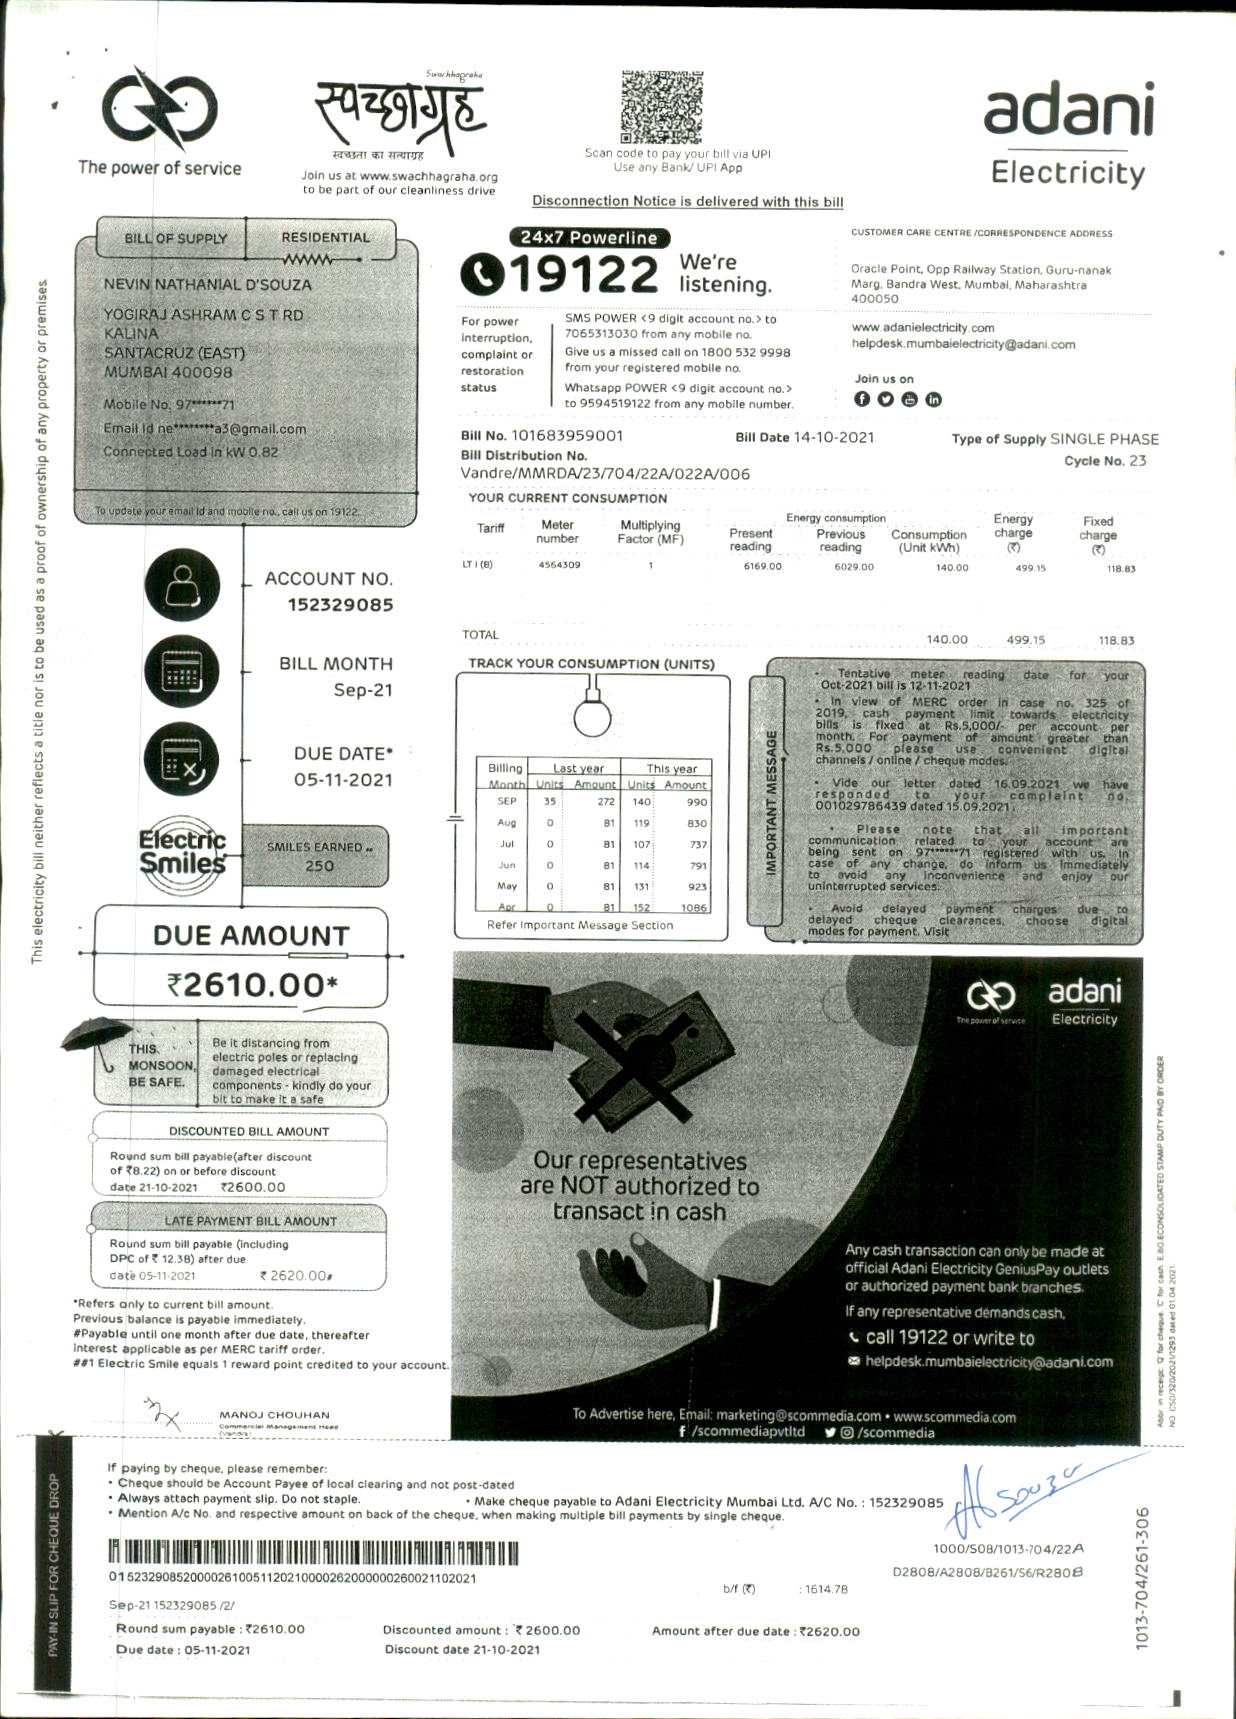 The power of service
Swachhagraha
स्वच्छाग्रह
स्वच्छता का सत्याग्रह
Join us at www.swachhagraha.org
to be part of our cleanliness drive
Scan code to pay your bill via UPI
Use any Bank/ UPI App
adani
Electricity
Disconnection Notice is delivered with this bill
BILL OF SUPPLY RESIDENTIAL
NEVIN NATHANIAL D'SOUZA
YOGIRAJ ASHRAM C S T RD
KALINA
SANTACRUZ (EAST)
MUMBAI 400098
Mobile No. 97******71
Email Id ne********a3@gmail.com
Connected Load in kW 0.82
To update your email Id and mobile no., call us on 19122.
24x7 Powerline
19122 We're
listening.
For power
interruption,
complaint or
restoration
status
SMS POWER <9 digit account no.> to
7065313030 from any mobile no.
Give us a missed call on 1800 532 9998
from your registered mobile no.
Whatsapp POWER <9 digit account no.>
to 9594519122 from any mobile number.
CUSTOMER CARE CENTRE /CORRESPONDENCE ADDRESS
Oracle Point, Opp Railway Station, Guru-nanak
Marg, Bandra West, Mumbai, Maharashtra
400050
www.adanielectricity.com
helpdesk.mumbaielectricity@adani.com
Join us on
Bill No. 101683959001 Bill Date 14-10-2021 Type of Supply SINGLE PHASE
Bill Distribution No. Cycle No. 23
Vandre/MMRDA/23/704/22A/022A/006
YOUR CURRENT CONSUMPTION
Tariff Meter number Multiplying Factor (MF) Energy consumption Present reading Previous reading Consumption (Unit kWh) Energy charge (₹) Fixed charge (₹)
LT I (B) 4564309 1 6169.00 6029.00 140.00 499.15 118.83
TOTAL 140.00 499.15 118.83
ACCOUNT NO.
152329085
BILL MONTH
Sep-21
DUE DATE*
05-11-2021
Electric
Smiles
SMILES EARNED ##
250
DUE AMOUNT
₹2610.00*
TRACK YOUR CONSUMPTION (UNITS)
Billing Last year This year
Month Units Amount Units Amount
SEP 35 272 140 990
Aug 0 81 119 830
Jul 0 81 107 737
Jun 0 81 114 791
May 0 81 131 923
Apr 0 81 152 1086
Refer Important Message Section
IMPORTANT MESSAGE
• Tentative meter reading date for your
Oct-2021 bill is 12-11-2021
• In view of MERC order in case no. 325 of
2019, cash payment limit towards electricity
bills is fixed at Rs.5,000/- per account per
month. For payment of amount greater than
Rs.5,000 please use convenient digital
channels / online / cheque modes.
• Vide our letter dated 16.09.2021 we have
responded to your complaint no.
001029786439 dated 15.09.2021.
• Please note that all important
communication related to your account are
being sent on 97******71 registered with us. In
case of any change, do inform us immediately
to avoid any inconvenience and enjoy our
uninterrupted services.
• Avoid delayed payment charges due to
delayed cheque clearances, choose digital
modes for payment. Visit
THIS
MONSOON,
BE SAFE.
Be it distancing from
electric poles or replacing
damaged electrical
components - kindly do your
bit to make it a safe
DISCOUNTED BILL AMOUNT
Round sum bill payable(after discount
of ₹8.22) on or before discount
date 21-10-2021 ₹2600.00
LATE PAYMENT BILL AMOUNT
Round sum bill payable (including
DPC of ₹ 12.38) after due
date 05-11-2021 ₹ 2620.00#
*Refers only to current bill amount.
Previous balance is payable immediately.
#Payable until one month after due date, thereafter
interest applicable as per MERC tariff order.
##1 Electric Smile equals 1 reward point credited to your account.
MANOJ CHOUHAN
Commercial Management Head
(Vandre)
The power of service
adani
Electricity
Our representatives
are NOT authorized to
transact in cash
Any cash transaction can only be made at
official Adani Electricity GeniusPay outlets
or authorized payment bank branches.
If any representative demands cash,
call 19122 or write to
helpdesk.mumbaielectricity@adani.com
To Advertise here, Email: marketing@scommedia.com • www.scommedia.com
/scommediapvtltd /scommedia
This electricity bill neither reflects a title nor is to be used as a proof of ownership of any property or premises.
Abbr. in receipt: 'Q' for cheque. 'C' for cash. E.&O.E.CONSOLIDATED STAMP DUTY PAID BY ORDER
NO. CSD/320/2021/1293 dated 01.04.2021.
PAY-IN SLIP FOR CHEQUE DROP
If paying by cheque, please remember:
• Cheque should be Account Payee of local clearing and not post-dated
• Always attach payment slip. Do not staple. • Make cheque payable to Adani Electricity Mumbai Ltd. A/C No. : 152329085
• Mention A/c No. and respective amount on back of the cheque, when making multiple bill payments by single cheque.
Souza
01523290852000026100511202100002620000000260021102021
1000/S08/1013-704/22A
D2808/A2808/B261/S6/R2808
b/f (₹) : 1614.78
Sep-21 152329085 /2/
Round sum payable : ₹2610.00 Discounted amount : ₹ 2600.00 Amount after due date : ₹2620.00
Due date : 05-11-2021 Discount date 21-10-2021
1013-704/261-306